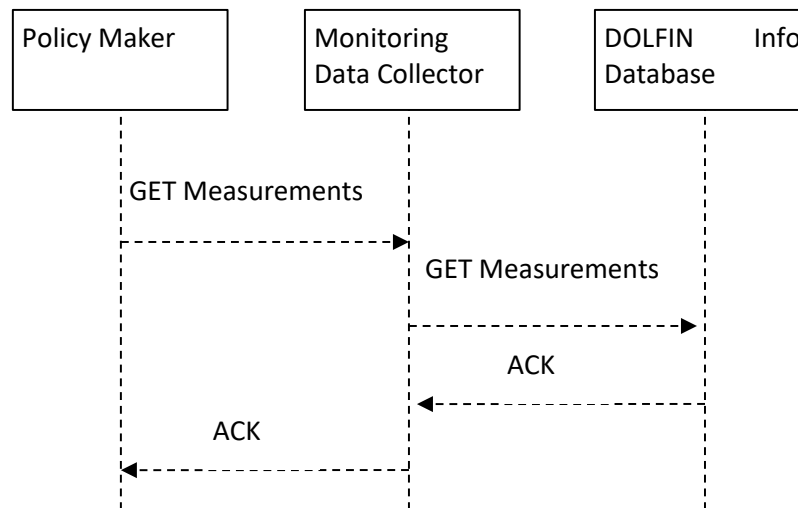 Policy Maker
Monitoring
Data Collector
DOLFIN Info
Database
GET Measurements
GET Measurements
ACK
ACK